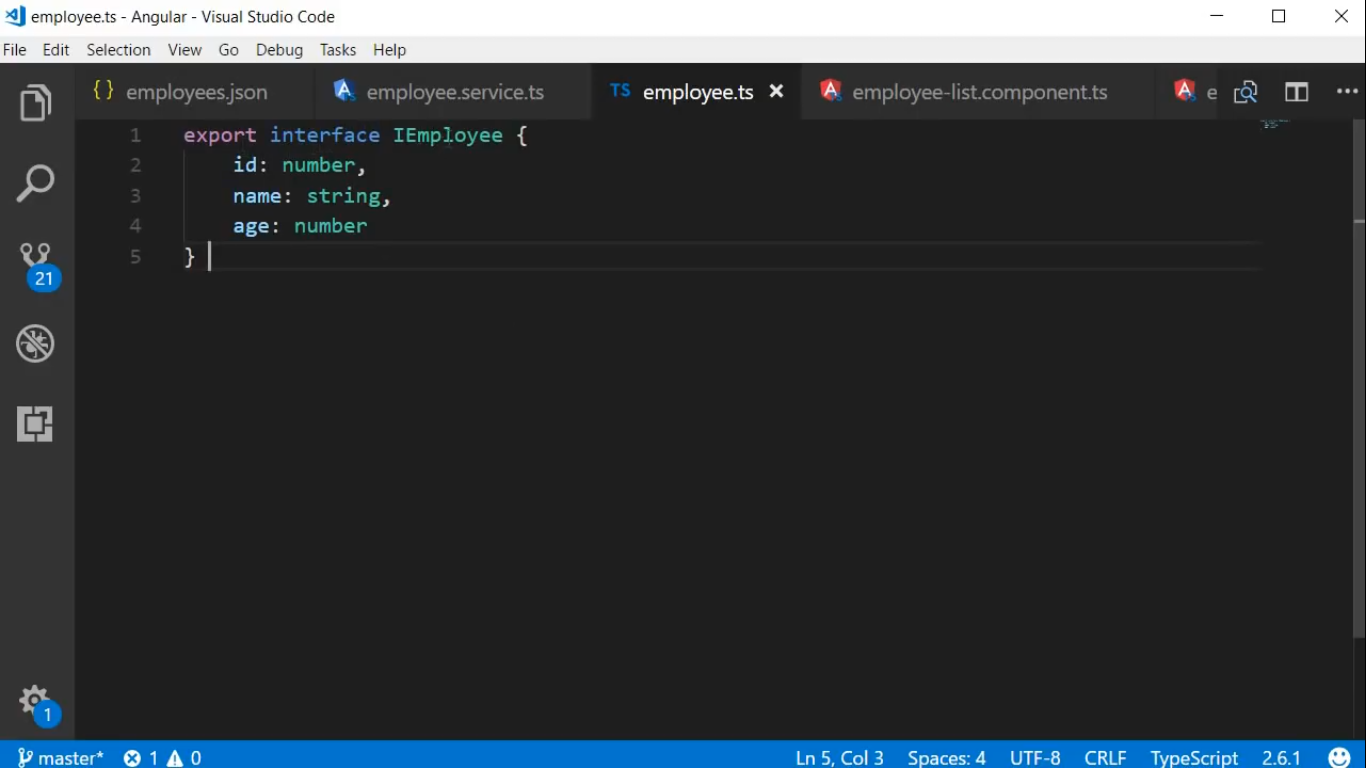 employee.ts - Angular - Visual Studio Code
File Edit Selection View Go Debug Tasks Help
{} employees.json employee.service.ts TS employee.ts employee-list.component.ts e
1 export interface IEmployee {
2 id: number,
3 name: string,
4 age: number
5 }
21
1
master* 1 0 Ln 5, Col 3 Spaces: 4 UTF-8 CRLF TypeScript 2.6.1